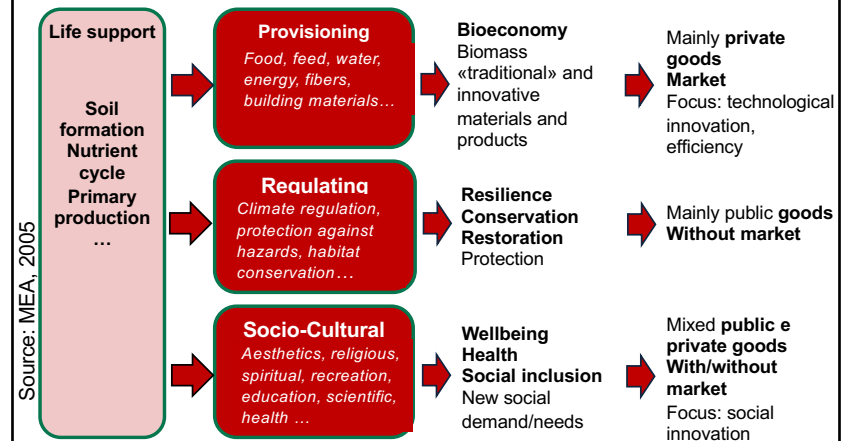 Source: MEA, 2005
Life support
Soil
formation
Nutrient
cycle
Primary
production
…
Provisioning
Food, feed, water,
energy, fibers,
building materials…
Bioeconomy
Biomass
«traditional» and
innovative
materials and
products
Mainly private
goods
Market
Focus: technological
innovation,
efficiency
Regulating
Climate regulation,
protection against
hazards, habitat
conservation…
Resilience
Conservation
Restoration
Protection
Mainly public goods
Without market
Socio-Cultural
Aesthetics, religious,
spiritual, recreation,
education, scientific,
health …
Wellbeing
Health
Social inclusion
New social
demand/needs
Mixed public e
private goods
With/without
market
Focus: social
innovation